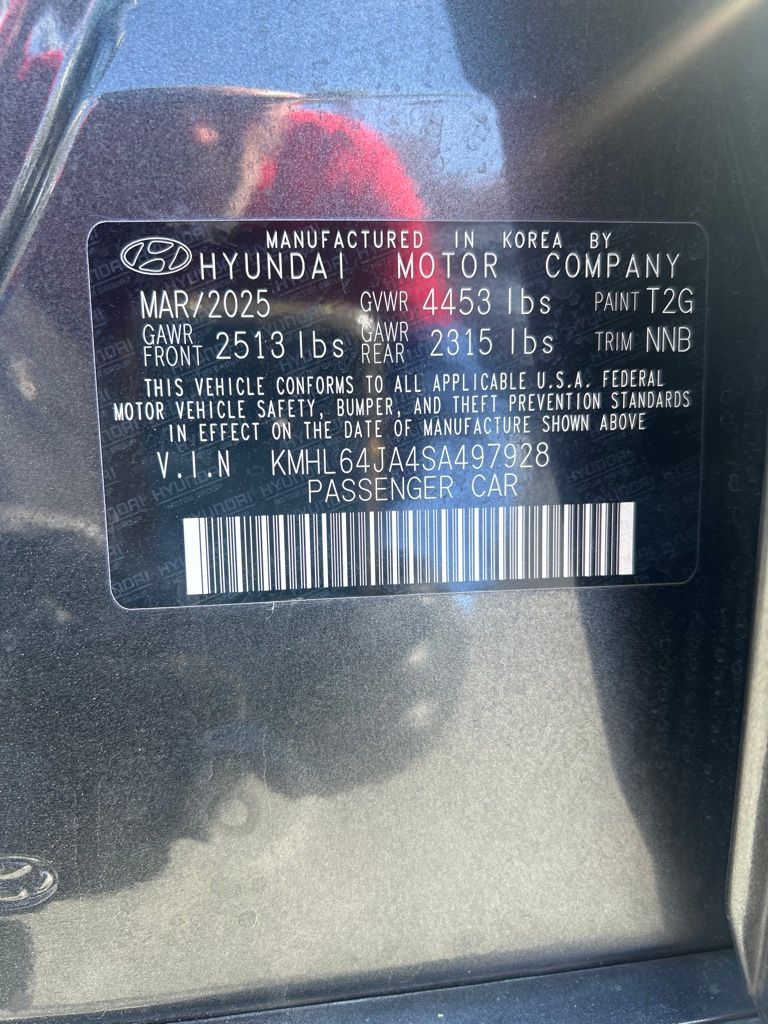 MANUFACTURED IN KOREA BY
HYUNDAI MOTOR COMPANY
MAR/2025 GVWR 4453 lbs PAINT T2G
GAWR FRONT 2513 lbs GAWR REAR 2315 lbs TRIM NNB
THIS VEHICLE CONFORMS TO ALL APPLICABLE U.S.A. FEDERAL
MOTOR VEHICLE SAFETY, BUMPER, AND THEFT PREVENTION STANDARDS
IN EFFECT ON THE DATE OF MANUFACTURE SHOWN ABOVE
V.I.N KMHL64JA4SA497928
PASSENGER CAR